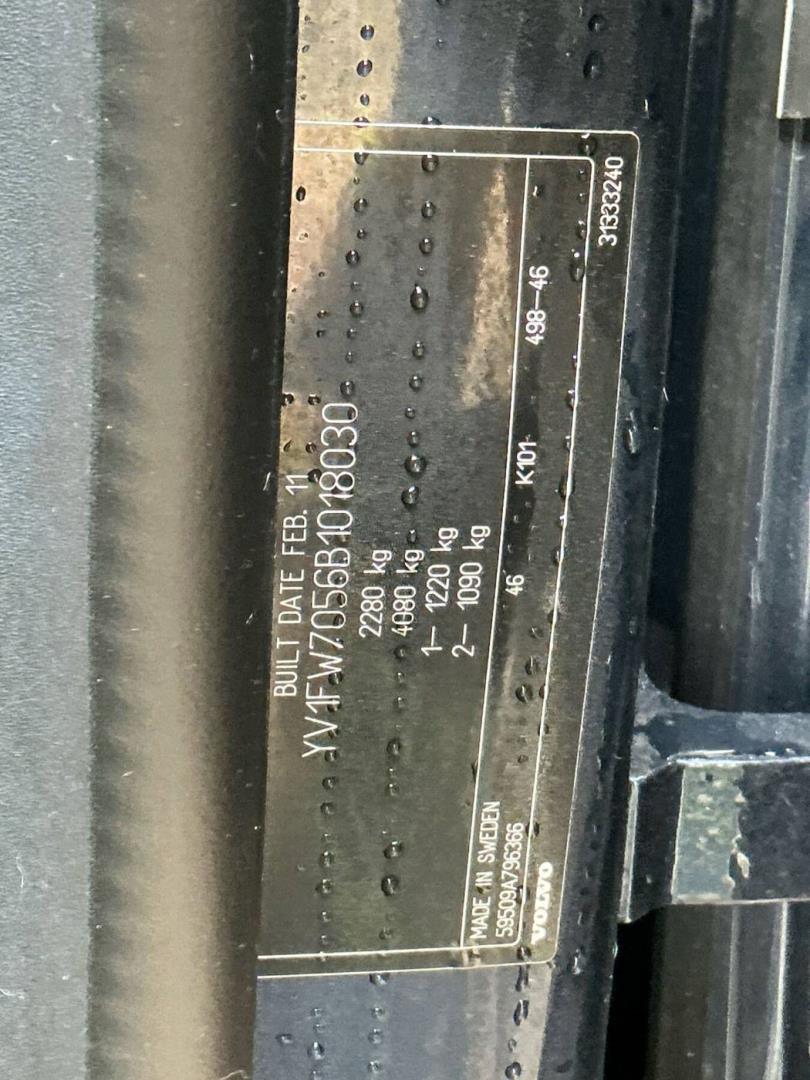 BUILT DATE FEB. 11
YV1FW7056B1018030
2280 kg
4080 kg
1– 1220 kg
2– 1090 kg
MADE IN SWEDEN
59509A796366
46 K101 498–46
VOLVO
31333240